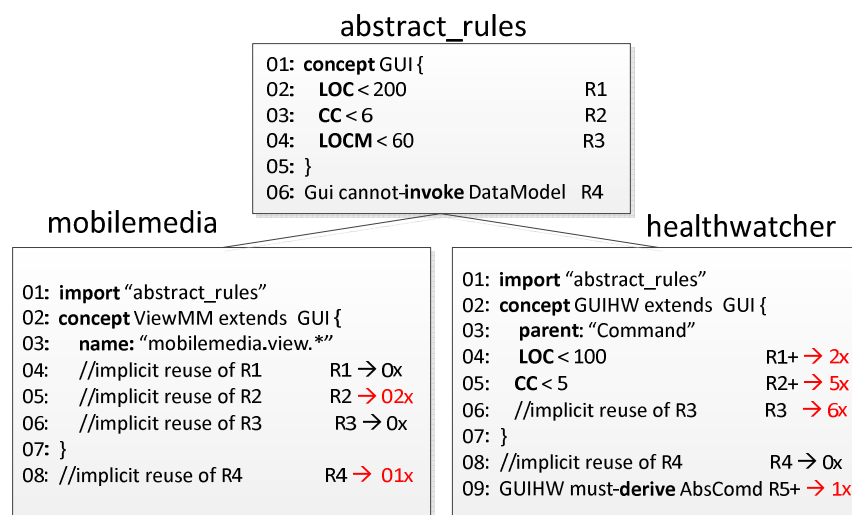 abstract_rules
01: concept GUI {
02: LOC < 200 R1
03: CC < 6 R2
04: LOCM < 60 R3
05: }
06: Gui cannot-invoke DataModel R4
mobilemedia
01: import “abstract_rules”
02: concept ViewMM extends GUI {
03: name: “mobilemedia.view.*”
04: //implicit reuse of R1 R1 → 0x
05: //implicit reuse of R2 R2 → 02x
06: //implicit reuse of R3 R3 → 0x
07: }
08: //implicit reuse of R4 R4 → 01x
healthwatcher
01: import “abstract_rules”
02: concept GUIHW extends GUI {
03: parent: “Command”
04: LOC < 100 R1+ → 2x
05: CC < 5 R2+ → 5x
06: //implicit reuse of R3 R3 → 6x
07: }
08: //implicit reuse of R4 R4 → 0x
09: GUIHW must-derive AbsComd R5+ → 1x